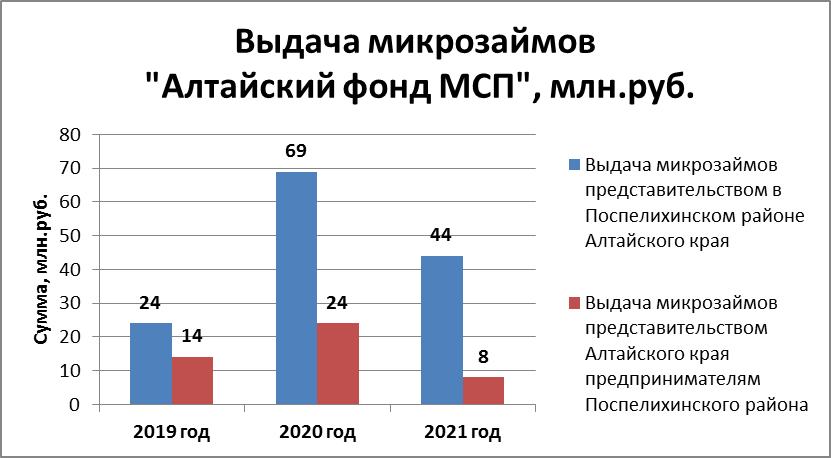 Выдача микрозаймов
"Алтайский фонд МСП", млн.руб.
Сумма, млн.руб.
80
70
60
50
40
30
20
10
0
24
14
69
24
44
8
2019 год
2020 год
2021 год
Выдача микрозаймов
представительством в
Поспелихинском районе
Алтайского края
Выдача микрозаймов
представительством
Алтайского края
предпринимателям
Поспелихинского района